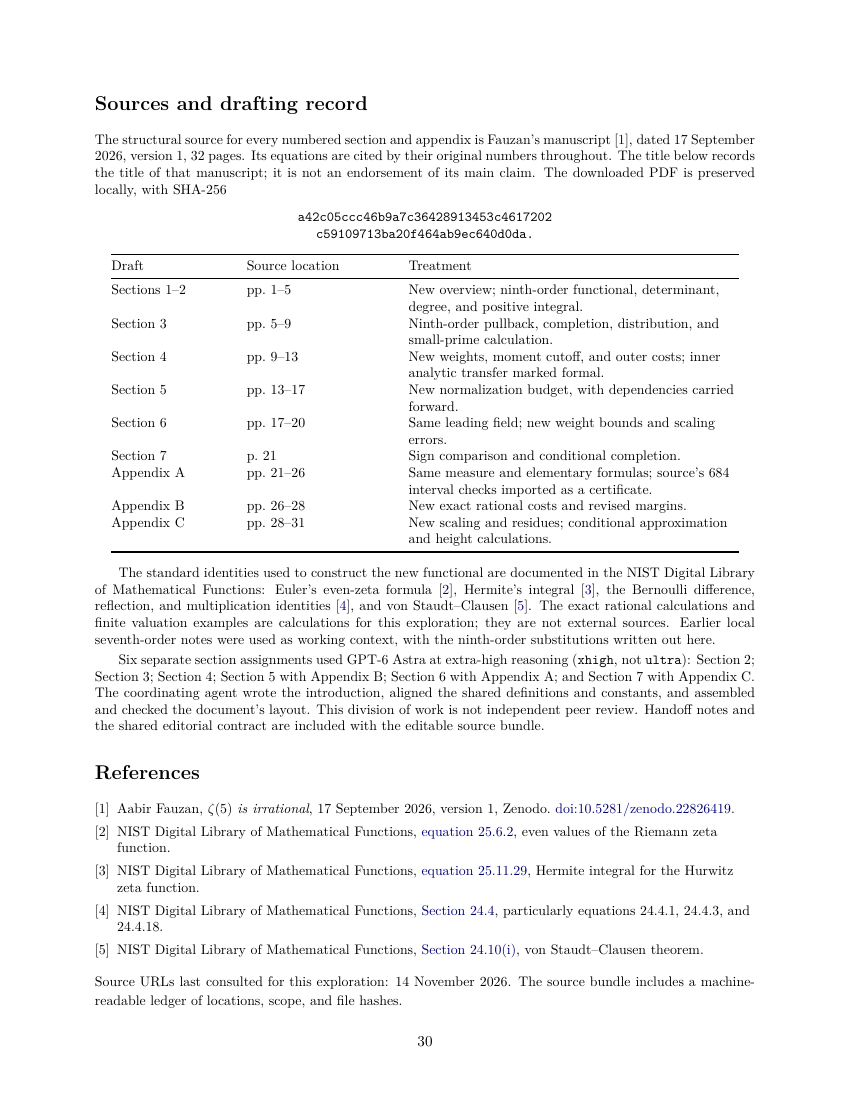 Sources and drafting record
The structural source for every numbered section and appendix is Fauzan's manuscript [1], dated 17 September
2026, version 1, 32 pages. Its equations are cited by their original numbers throughout. The title below records
the title of that manuscript; it is not an endorsement of its main claim. The downloaded PDF is preserved
locally, with SHA-256
a42c05ccc46b9a7c36428913453c4617202
c59109713ba20f464ab9ec640d0da.
Draft Source location Treatment
Sections 1–2 pp. 1–5 New overview; ninth-order functional, determinant,
degree, and positive integral.
Section 3 pp. 5–9 Ninth-order pullback, completion, distribution, and
small-prime calculation.
Section 4 pp. 9–13 New weights, moment cutoff, and outer costs; inner
analytic transfer marked formal.
Section 5 pp. 13–17 New normalization budget, with dependencies carried
forward.
Section 6 pp. 17–20 Same leading field; new weight bounds and scaling
errors.
Section 7 p. 21 Sign comparison and conditional completion.
Appendix A pp. 21–26 Same measure and elementary formulas; source's 684
interval checks imported as a certificate.
Appendix B pp. 26–28 New exact rational costs and revised margins.
Appendix C pp. 28–31 New scaling and residues; conditional approximation
and height calculations.
The standard identities used to construct the new functional are documented in the NIST Digital Library
of Mathematical Functions: Euler's even-zeta formula [2], Hermite's integral [3], the Bernoulli difference,
reflection, and multiplication identities [4], and von Staudt–Clausen [5]. The exact rational calculations and
finite valuation examples are calculations for this exploration; they are not external sources. Earlier local
seventh-order notes were used as working context, with the ninth-order substitutions written out here.
Six separate section assignments used GPT-6 Astra at extra-high reasoning (xhigh, not ultra): Section 2;
Section 3; Section 4; Section 5 with Appendix B; Section 6 with Appendix A; and Section 7 with Appendix C.
The coordinating agent wrote the introduction, aligned the shared definitions and constants, and assembled
and checked the document's layout. This division of work is not independent peer review. Handoff notes and
the shared editorial contract are included with the editable source bundle.
References
[1] Aabir Fauzan, ζ(5) is irrational, 17 September 2026, version 1, Zenodo. doi:10.5281/zenodo.22826419.
[2] NIST Digital Library of Mathematical Functions, equation 25.6.2, even values of the Riemann zeta
function.
[3] NIST Digital Library of Mathematical Functions, equation 25.11.29, Hermite integral for the Hurwitz
zeta function.
[4] NIST Digital Library of Mathematical Functions, Section 24.4, particularly equations 24.4.1, 24.4.3, and
24.4.18.
[5] NIST Digital Library of Mathematical Functions, Section 24.10(i), von Staudt–Clausen theorem.
Source URLs last consulted for this exploration: 14 November 2026. The source bundle includes a machine-
readable ledger of locations, scope, and file hashes.
30